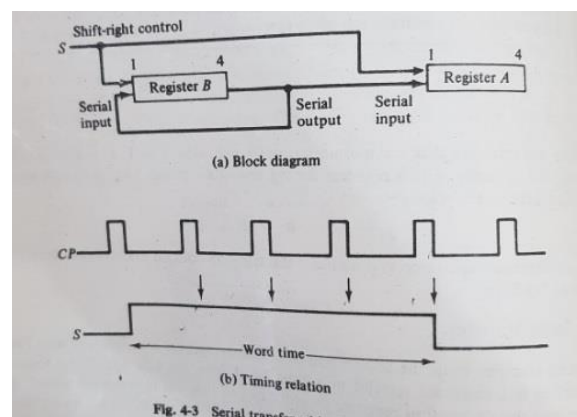 Shift-right control
S
1 4
Register B
Serial
input
Serial
output
Serial
input
1 4
Register A
(a) Block diagram
CP
S
Word time
(b) Timing relation
Fig. 4-3 Serial